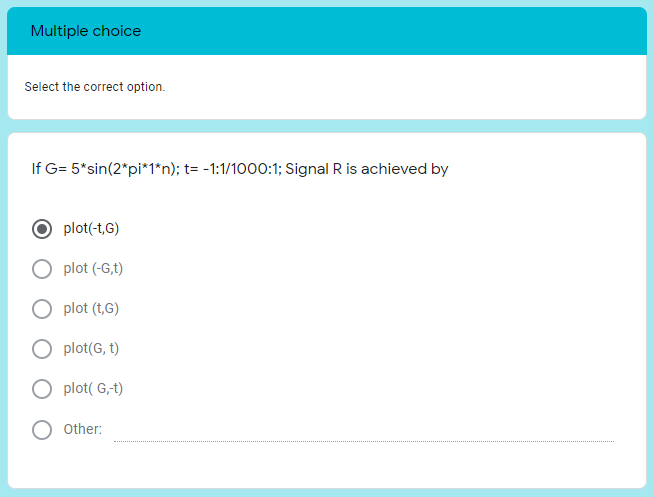 Multiple choice
Select the correct option.
If G= 5*sin(2*pi*1*n); t= -1:1/1000:1; Signal R is achieved by
plot(-t,G)
plot (-G,t)
plot (t,G)
plot(G, t)
plot( G,-t)
Other: